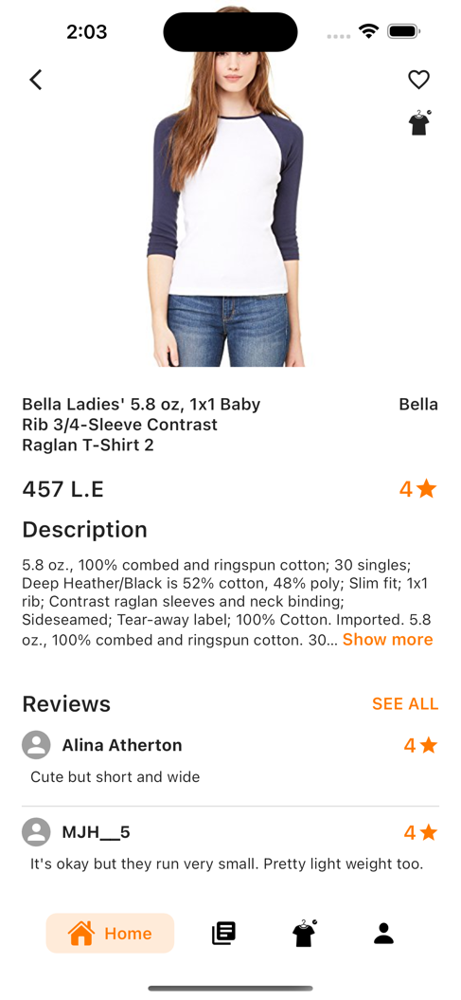 2:03
Bella Ladies' 5.8 oz, 1x1 Baby
Rib 3/4-Sleeve Contrast
Raglan T-Shirt 2
Bella
457 L.E
4
Description
5.8 oz., 100% combed and ringspun cotton; 30 singles;
Deep Heather/Black is 52% cotton, 48% poly; Slim fit; 1x1
rib; Contrast raglan sleeves and neck binding;
Sideseamed; Tear-away label; 100% Cotton. Imported. 5.8
oz., 100% combed and ringspun cotton. 30... Show more
Reviews
SEE ALL
Alina Atherton
4
Cute but short and wide
MJH__5
4
It's okay but they run very small. Pretty light weight too.
Home